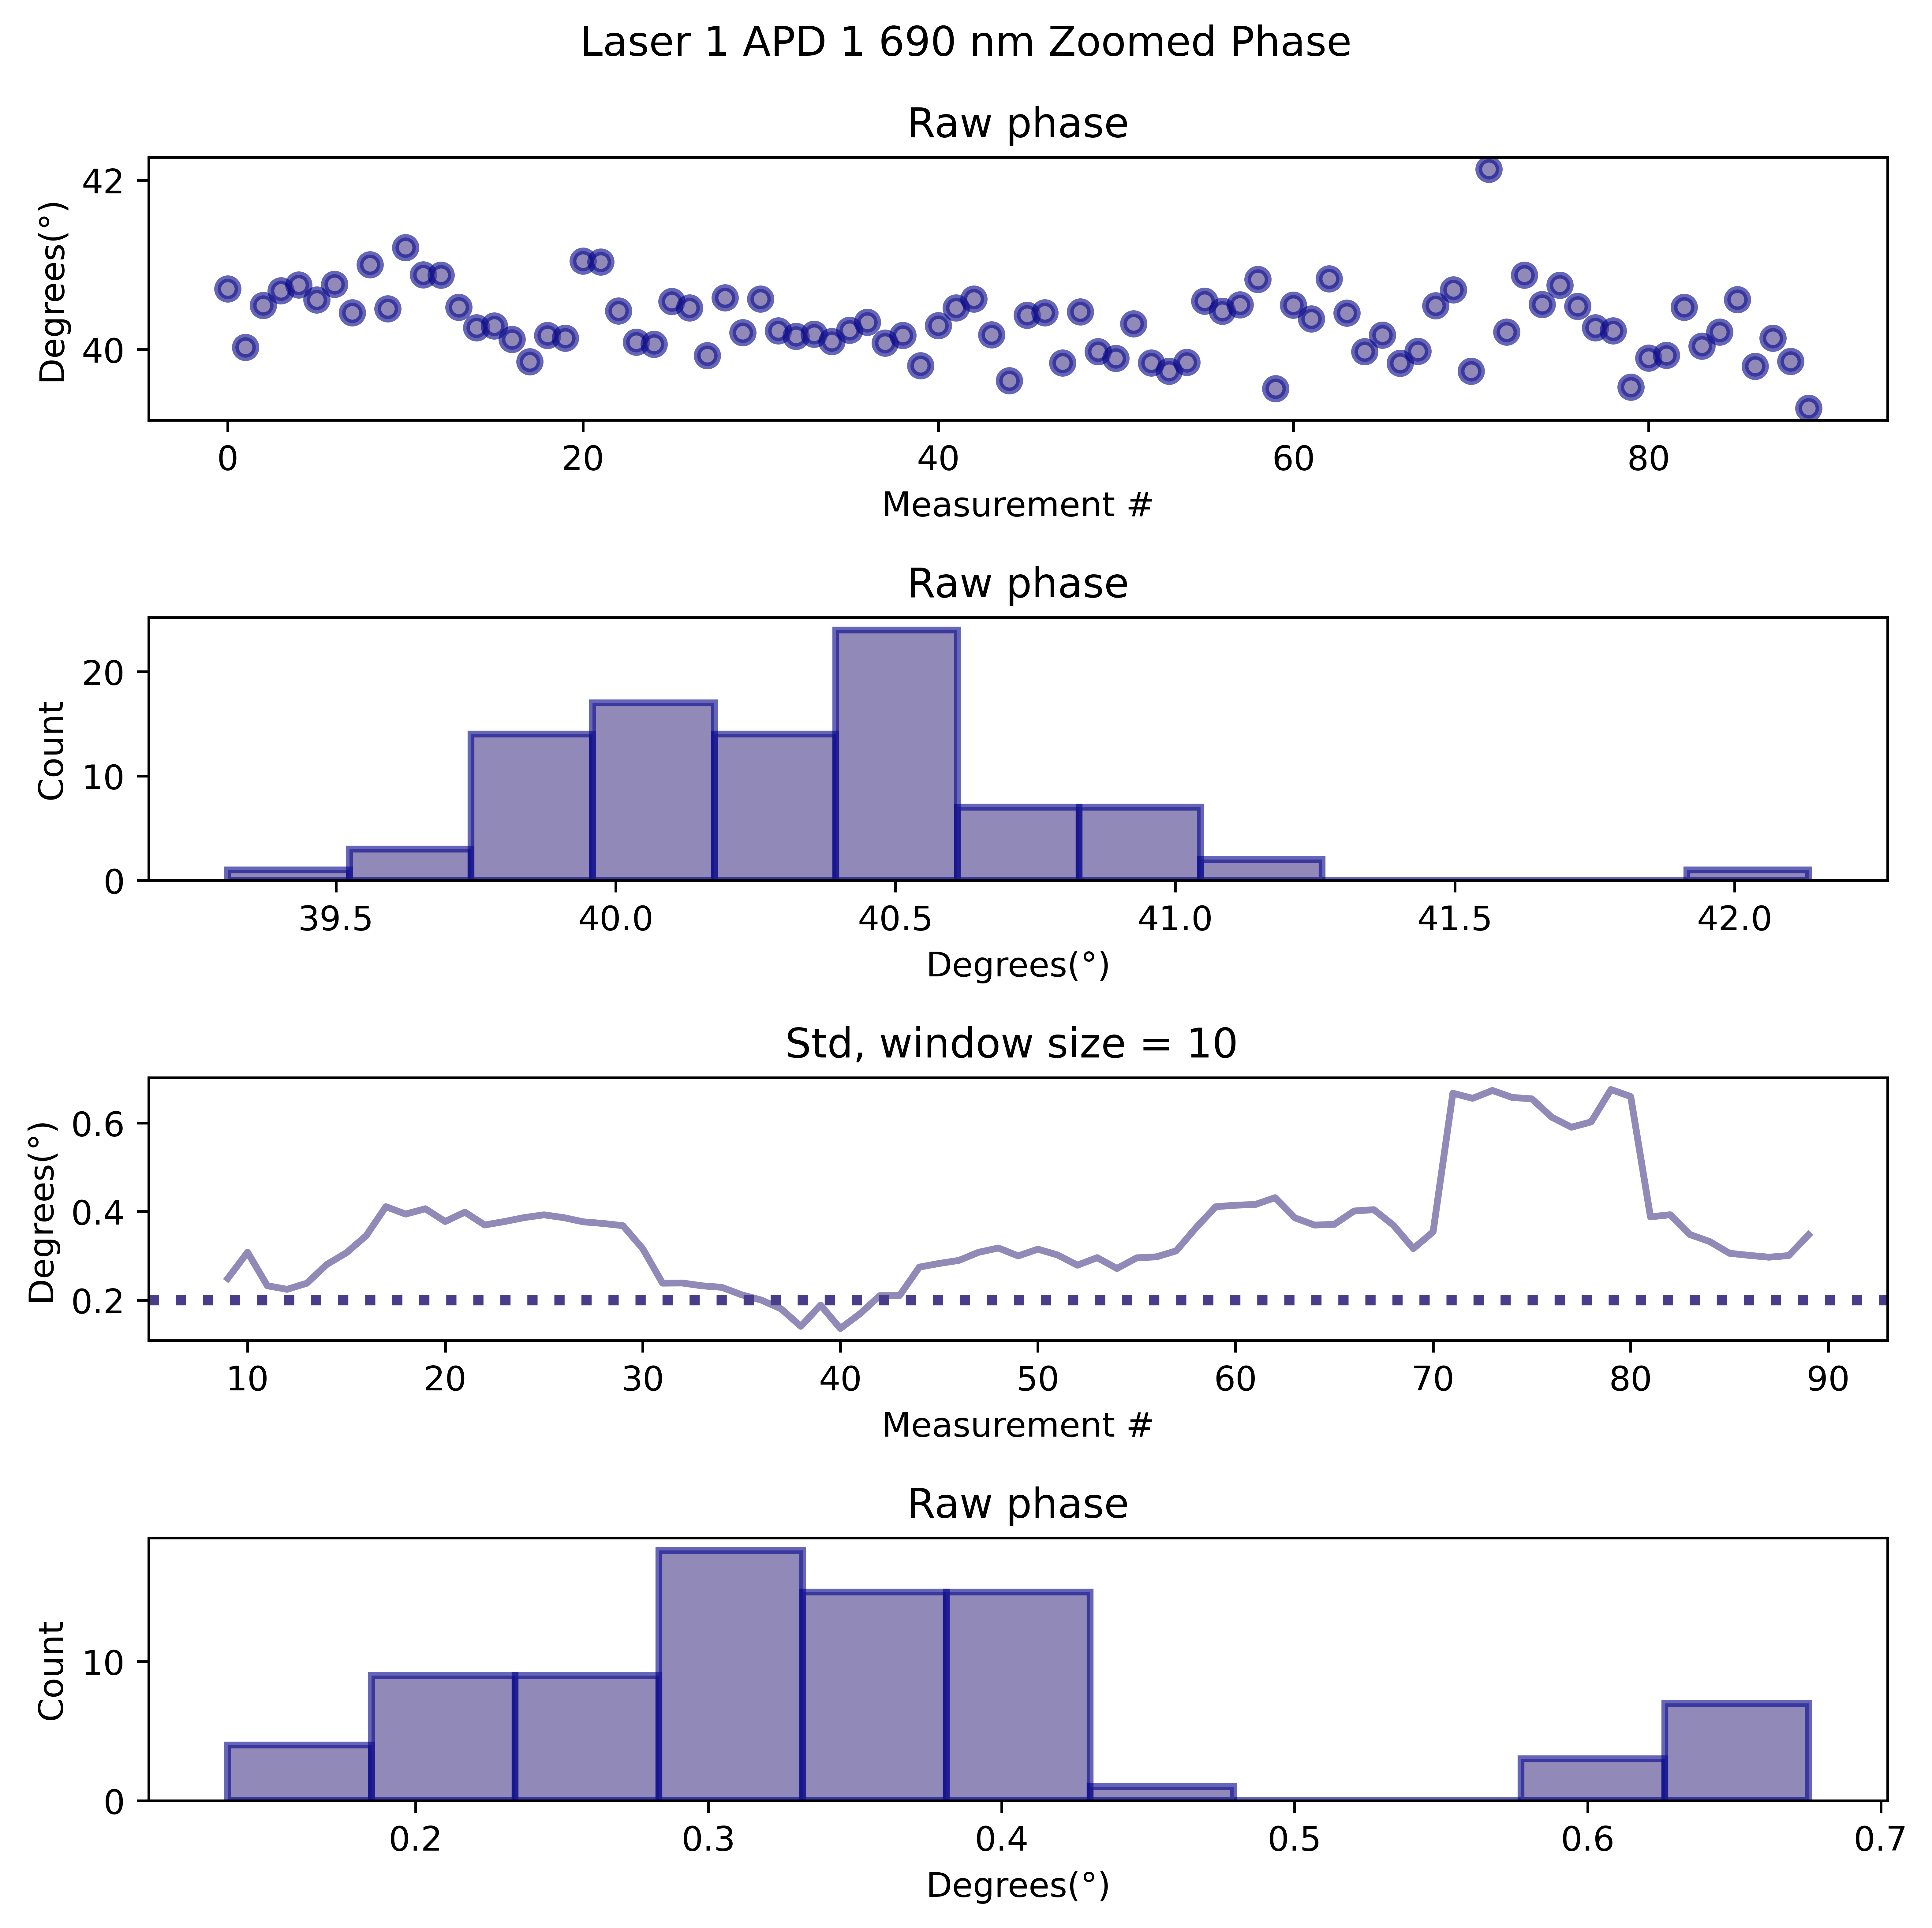 Laser 1 APD 1 690 nm Zoomed Phase
Raw phase
Degrees(°)
42
40
0 20 40 60 80
Measurement #
Raw phase
Count
20
10
0
39.5 40.0 40.5 41.0 41.5 42.0
Degrees(°)
Std, window size = 10
Degrees(°)
0.6
0.4
0.2
10 20 30 40 50 60 70 80 90
Measurement #
Raw phase
Count
10
0
0.2 0.3 0.4 0.5 0.6 0.7
Degrees(°)